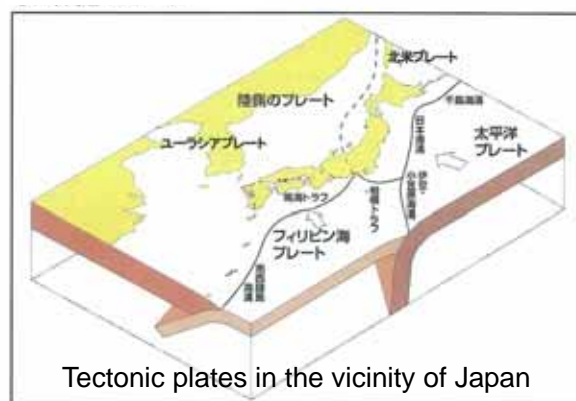 北米プレート
陸側のプレート
千島海溝
ユーラシアプレート
日本海溝
太平洋
プレート
伊豆・
小笠原海溝
南海トラフ
相模トラフ
フィリピン海
プレート
南西諸島
海溝
Tectonic plates in the vicinity of Japan